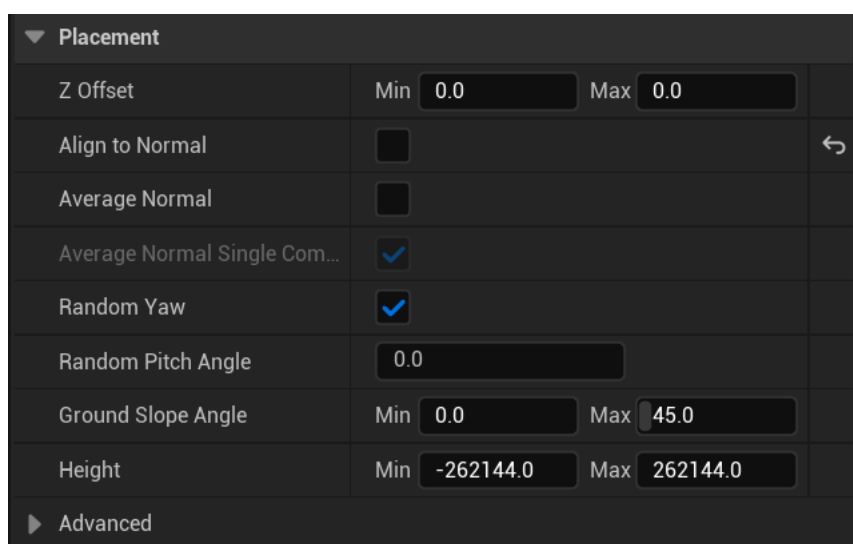 Placement
Z Offset Min 0.0 Max 0.0
Align to Normal
Average Normal
Average Normal Single Com...
Random Yaw
Random Pitch Angle 0.0
Ground Slope Angle Min 0.0 Max 45.0
Height Min -262144.0 Max 262144.0
Advanced